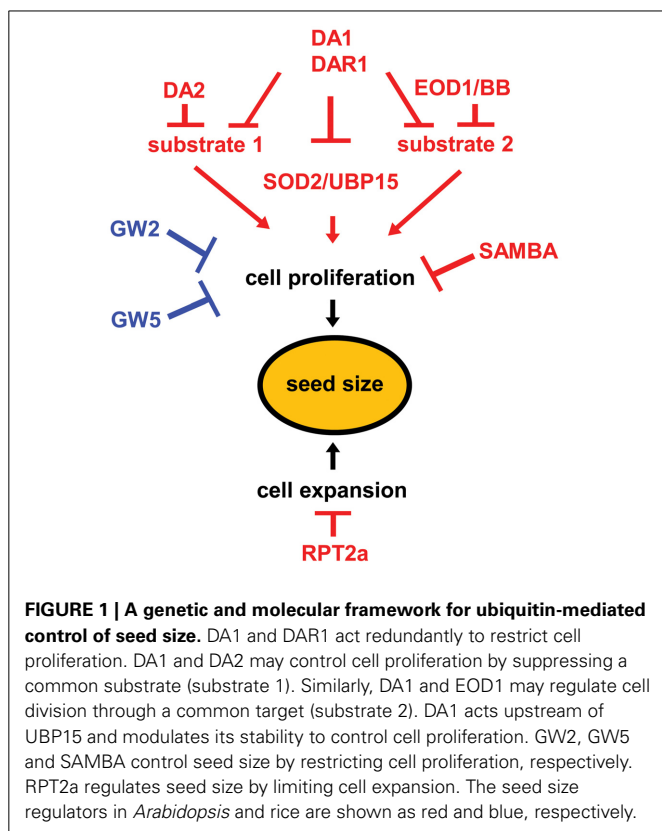 DA1
DAR1
DA2
EOD1/BB
substrate 1
substrate 2
SOD2/UBP15
GW2
SAMBA
cell proliferation
GW5
seed size
cell expansion
RPT2a
FIGURE 1 | A genetic and molecular framework for ubiquitin-mediated
control of seed size. DA1 and DAR1 act redundantly to restrict cell
proliferation. DA1 and DA2 may control cell proliferation by suppressing a
common substrate (substrate 1). Similarly, DA1 and EOD1 may regulate cell
division through a common target (substrate 2). DA1 acts upstream of
UBP15 and modulates its stability to control cell proliferation. GW2, GW5
and SAMBA control seed size by restricting cell proliferation, respectively.
RPT2a regulates seed size by limiting cell expansion. The seed size
regulators in Arabidopsis and rice are shown as red and blue, respectively.